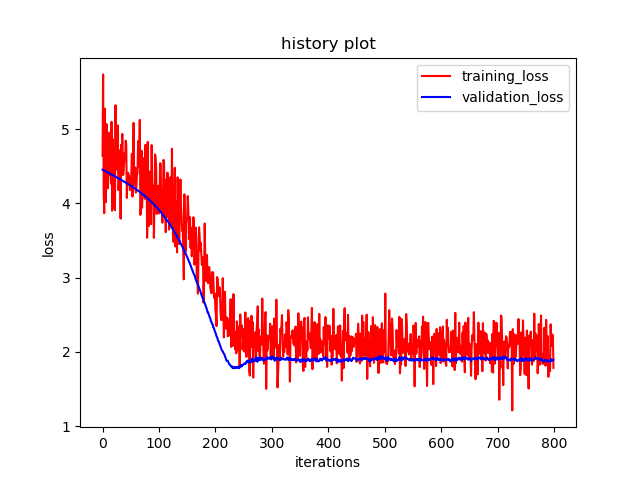 history plot
training_loss
validation_loss
loss
5
4
3
2
1
0 100 200 300 400 500 600 700 800
iterations